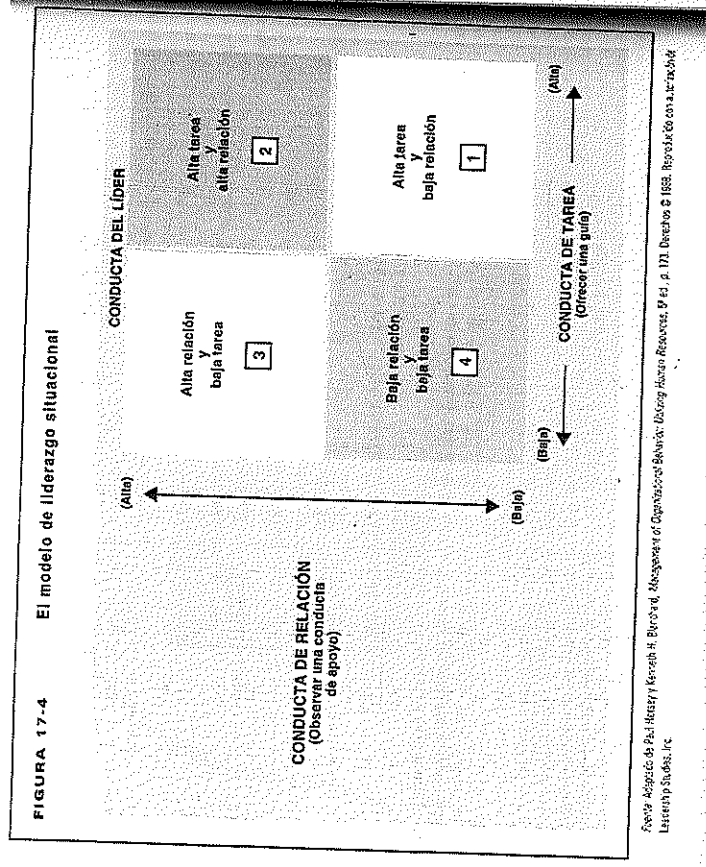 FIGURA 17-4 El modelo de liderazgo situacional
CONDUCTA DEL LÍDER
(Alta)
Alta relación
y
baja tarea
3
Alta tarea
y
alta relación
2
CONDUCTA DE RELACIÓN
(Observar una conducta
de apoyo)
Baja relación
y
baja tarea
4
Alta tarea
y
baja relación
1
(Baja)
(Baja)
(Alta)
CONDUCTA DE TAREA
(Ofrecer una guía)
Fuente: Adaptado de Paul Hersey y Kenneth H. Blanchard, Management of Organizational Behavior: Utilizing Human Resources, ed., p. 173. Derechos © Reproducido con autorización de
Leadership Studies, Inc.